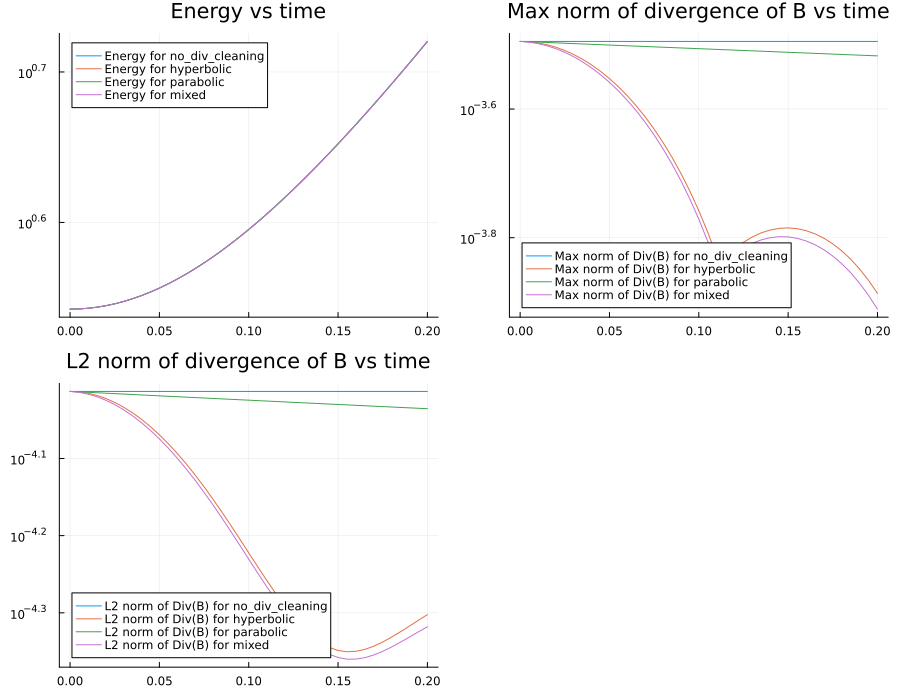 Energy vs time
Energy for no_div_cleaning
Energy for hyperbolic
Energy for parabolic
Energy for mixed
10^0.7
10^0.6
0.00 0.05 0.10 0.15 0.20
Max norm of divergence of B vs time
10^−3.6
10^−3.8
Max norm of Div(B) for no_div_cleaning
Max norm of Div(B) for hyperbolic
Max norm of Div(B) for parabolic
Max norm of Div(B) for mixed
0.00 0.05 0.10 0.15 0.20
L2 norm of divergence of B vs time
10^−4.1
10^−4.2
10^−4.3
L2 norm of Div(B) for no_div_cleaning
L2 norm of Div(B) for hyperbolic
L2 norm of Div(B) for parabolic
L2 norm of Div(B) for mixed
0.00 0.05 0.10 0.15 0.20